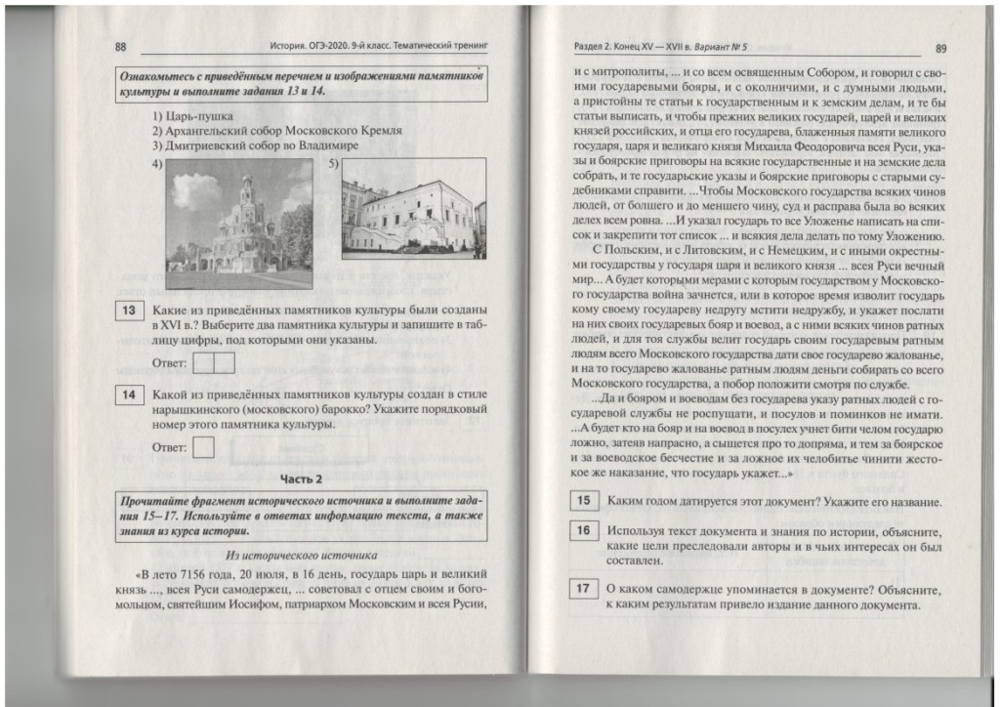 88
История. ОГЭ-2020. 9-й класс. Тематический тренинг
Ознакомьтесь с приведённым перечнем и изображениями памятников
культуры и выполните задания 13 и 14.
1) Царь-пушка
2) Архангельский собор Московского Кремля
3) Дмитриевский собор во Владимире
4)
5)
13
Какие из приведённых памятников культуры были созданы
в XVI в.? Выберите два памятника культуры и запишите в таб-
лицу цифры, под которыми они указаны.
Ответ:
14
Какой из приведённых памятников культуры создан в стиле
нарышкинского (московского) барокко? Укажите порядковый
номер этого памятника культуры.
Ответ:
Часть 2
Прочитайте фрагмент исторического источника и выполните зада-
ния 15–17. Используйте в ответах информацию текста, а также
знания из курса истории.
Из исторического источника
«В лето 7156 года, 20 июля, в 16 день, государь царь и великий
князь ..., всея Руси самодержец, ... советовал с отцем своим и бого-
мольцом, святейшим Иосифом, патриархом Московским и всея Русии,
Раздел 2. Конец XV — XVII в. Вариант № 5
89
и с митрополиты, ... и со всем освященным Собором, и говорил с сво-
ими государевыми бояры, и с околничими, и с думными людьми,
а пристойны те статьи к государственным и к земским делам, и те бы
статьи выписать, и чтобы прежних великих государей, царей и великих
князей российских, и отца его государева, блаженныя памяти великого
государя, царя и великаго князя Михаила Феодоровича всея Руси, ука-
зы и боярские приговоры на всякие государственные и на земские дела
собрать, и те государьские указы и боярские приговоры с старыми су-
дебниками справити. ...Чтобы Московского государства всяких чинов
людей, от болшего и до меншего чину, суд и расправа была во всяких
делех всем ровна. ...И указал государь то все Уложенье написать на спи-
сок и закрепити тот список ... и всякия дела делать по тому Уложению.
С Польским, и с Литовским, и с Немецким, и с иными окрестны-
ми государствы у государя царя и великого князя ... всея Руси вечный
мир... А будет которыми мерами с которым государством у Московско-
го государства война зачнется, или в которое время изволит государь
кому своему государеву недругу мстити недружбу, и укажет послати
на них своих государевых бояр и воевод, а с ними всяких чинов ратных
людей, и для тоя службы велит государь своим государевым ратным
людям всего Московского государства дати свое государево жалованье,
и на то государево жалованье ратным людям деньги собирать со всего
Московского государства, а побор положити смотря по службе.
...Да и бояром и воеводам без государева указу ратных людей с го-
сударевой службы не роспущати, и посулов и поминков не имати.
...А будет кто на бояр и на воевод в посулех учнет бити челом государю
ложно, затеяв напрасно, а сыщется про то допряма, и тем за боярское
и за воеводское бесчестие и за ложное их челобитье чинити жесто-
кое же наказание, что государь укажет...»
15
Каким годом датируется этот документ? Укажите его название.
16
Используя текст документа и знания по истории, объясните,
какие цели преследовали авторы и в чьих интересах он был
составлен.
17
О каком самодержце упоминается в документе? Объясните,
к каким результатам привело издание данного документа.